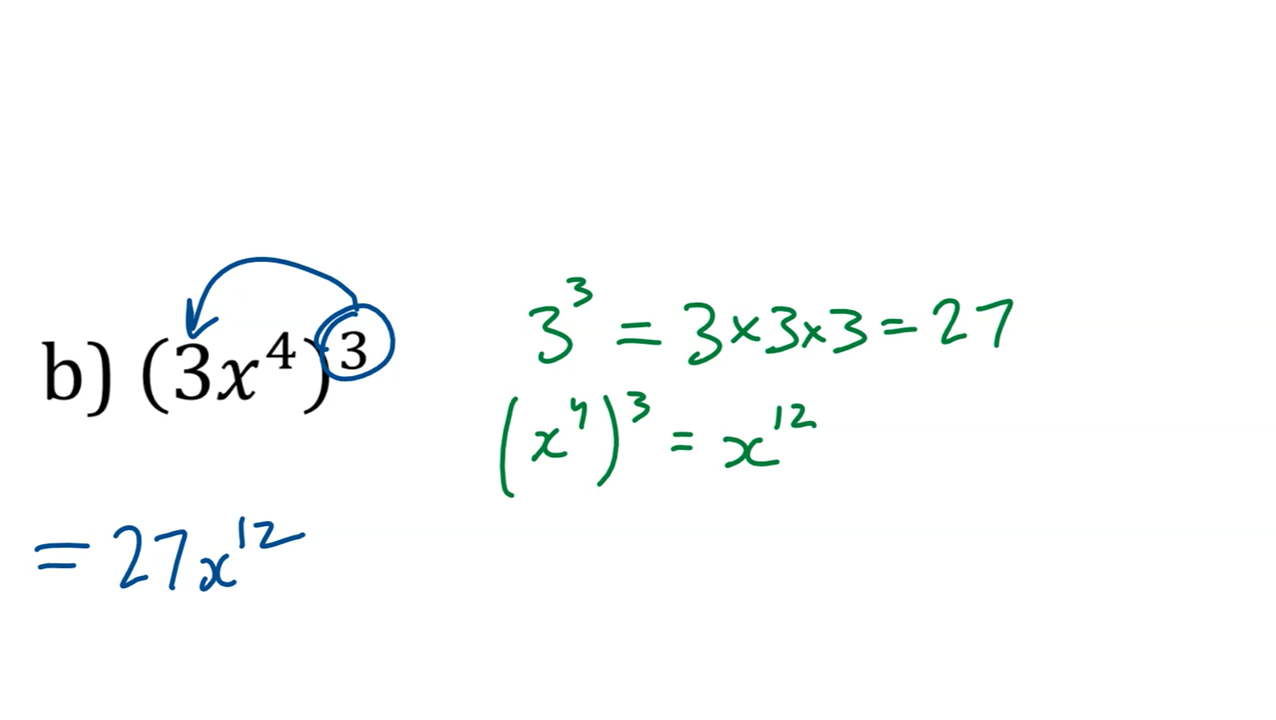 b) (3x⁴)³
3³ = 3×3×3 = 27
(x⁴)³ = x¹²
= 27x¹²